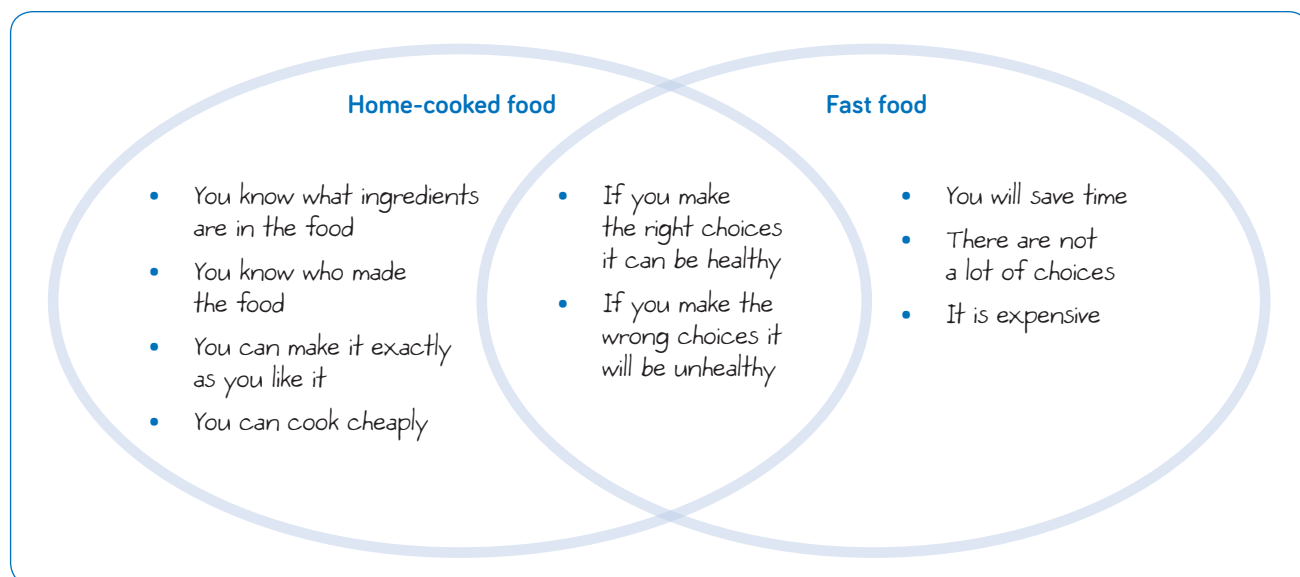 Home-cooked food
• You know what ingredients
are in the food
• You know who made
the food
• You can make it exactly
as you like it
• You can cook cheaply
• If you make
the right choices
it can be healthy
• If you make the
wrong choices it
will be unhealthy
Fast food
• You will save time
• There are not
a lot of choices
• It is expensive